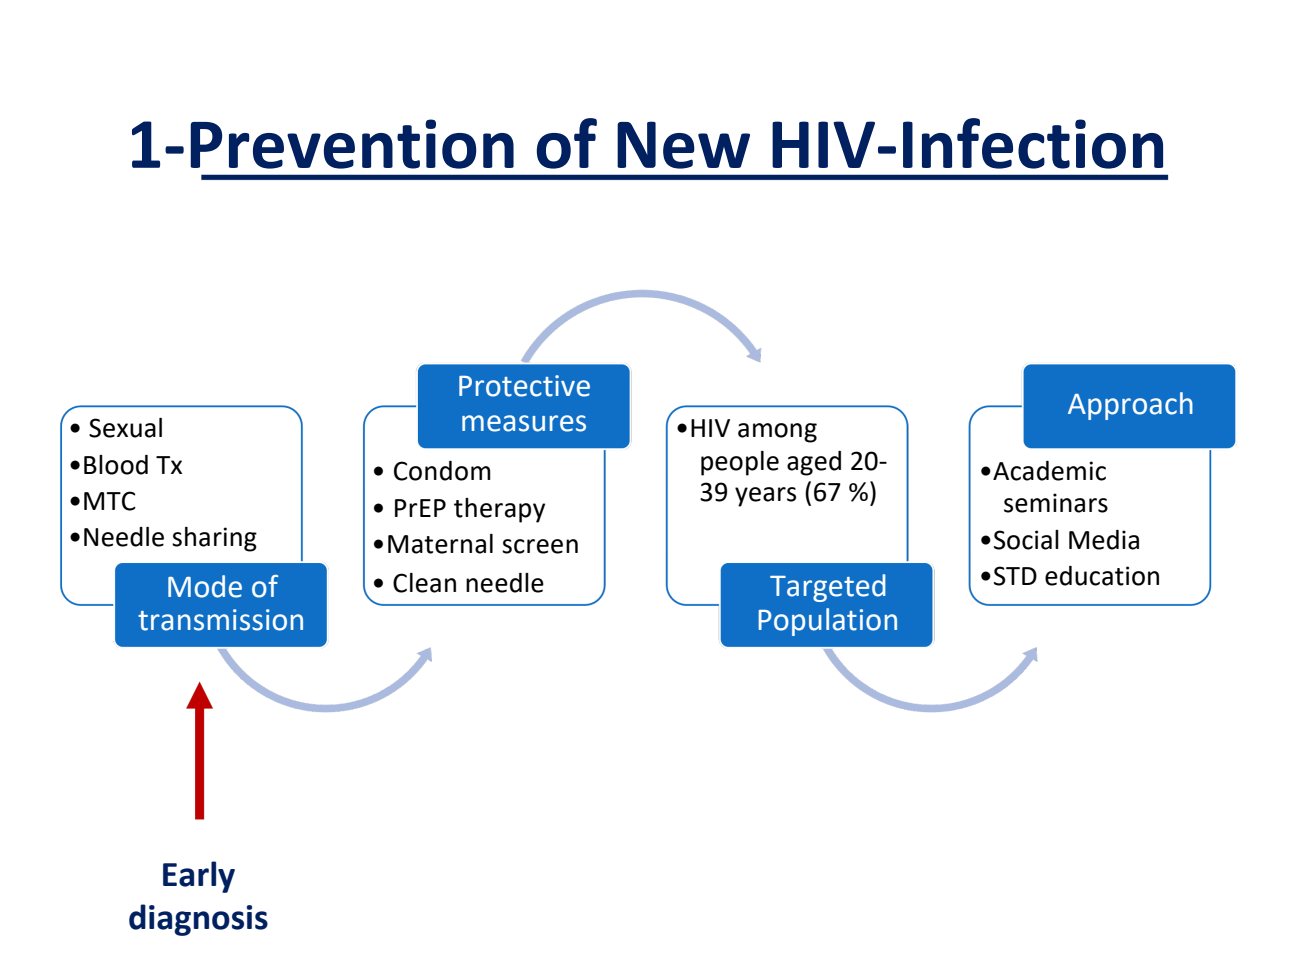 1-Prevention of New HIV-Infection
• Sexual
•Blood Tx
•MTC
•Needle sharing
Mode of
transmission
Protective
measures
• Condom
• PrEP therapy
•Maternal screen
• Clean needle
•HIV among
people aged 20-
39 years (67 %)
Targeted
Population
Approach
•Academic
seminars
•Social Media
•STD education
Early
diagnosis